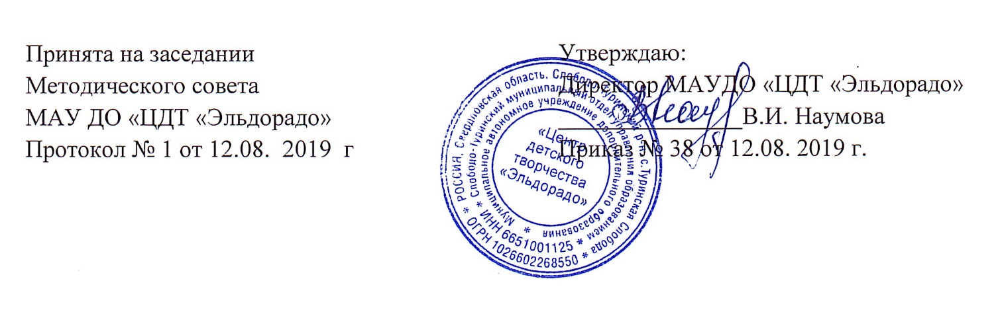 Принята на заседании
Методического совета
МАУ ДО «ЦДТ «Эльдорадо»
Протокол № 1 от 12.08. 2019 г
Утверждаю:
Директор МАУДО «ЦДТ «Эльдорадо»
В.И. Наумова
Приказ № 38 от 12.08. 2019 г.
* РОССИЯ, Свердловская область, Слободо-Туринский р-н, с.Туринская Слобода *
ОГРН 1026602268550
* Слободо-Туринский муниципальный отдел управления образованием *
ИНН 6651001125
* Муниципальное автономное учреждение дополнительного образования
«Центр
детского
творчества
«Эльдорадо»